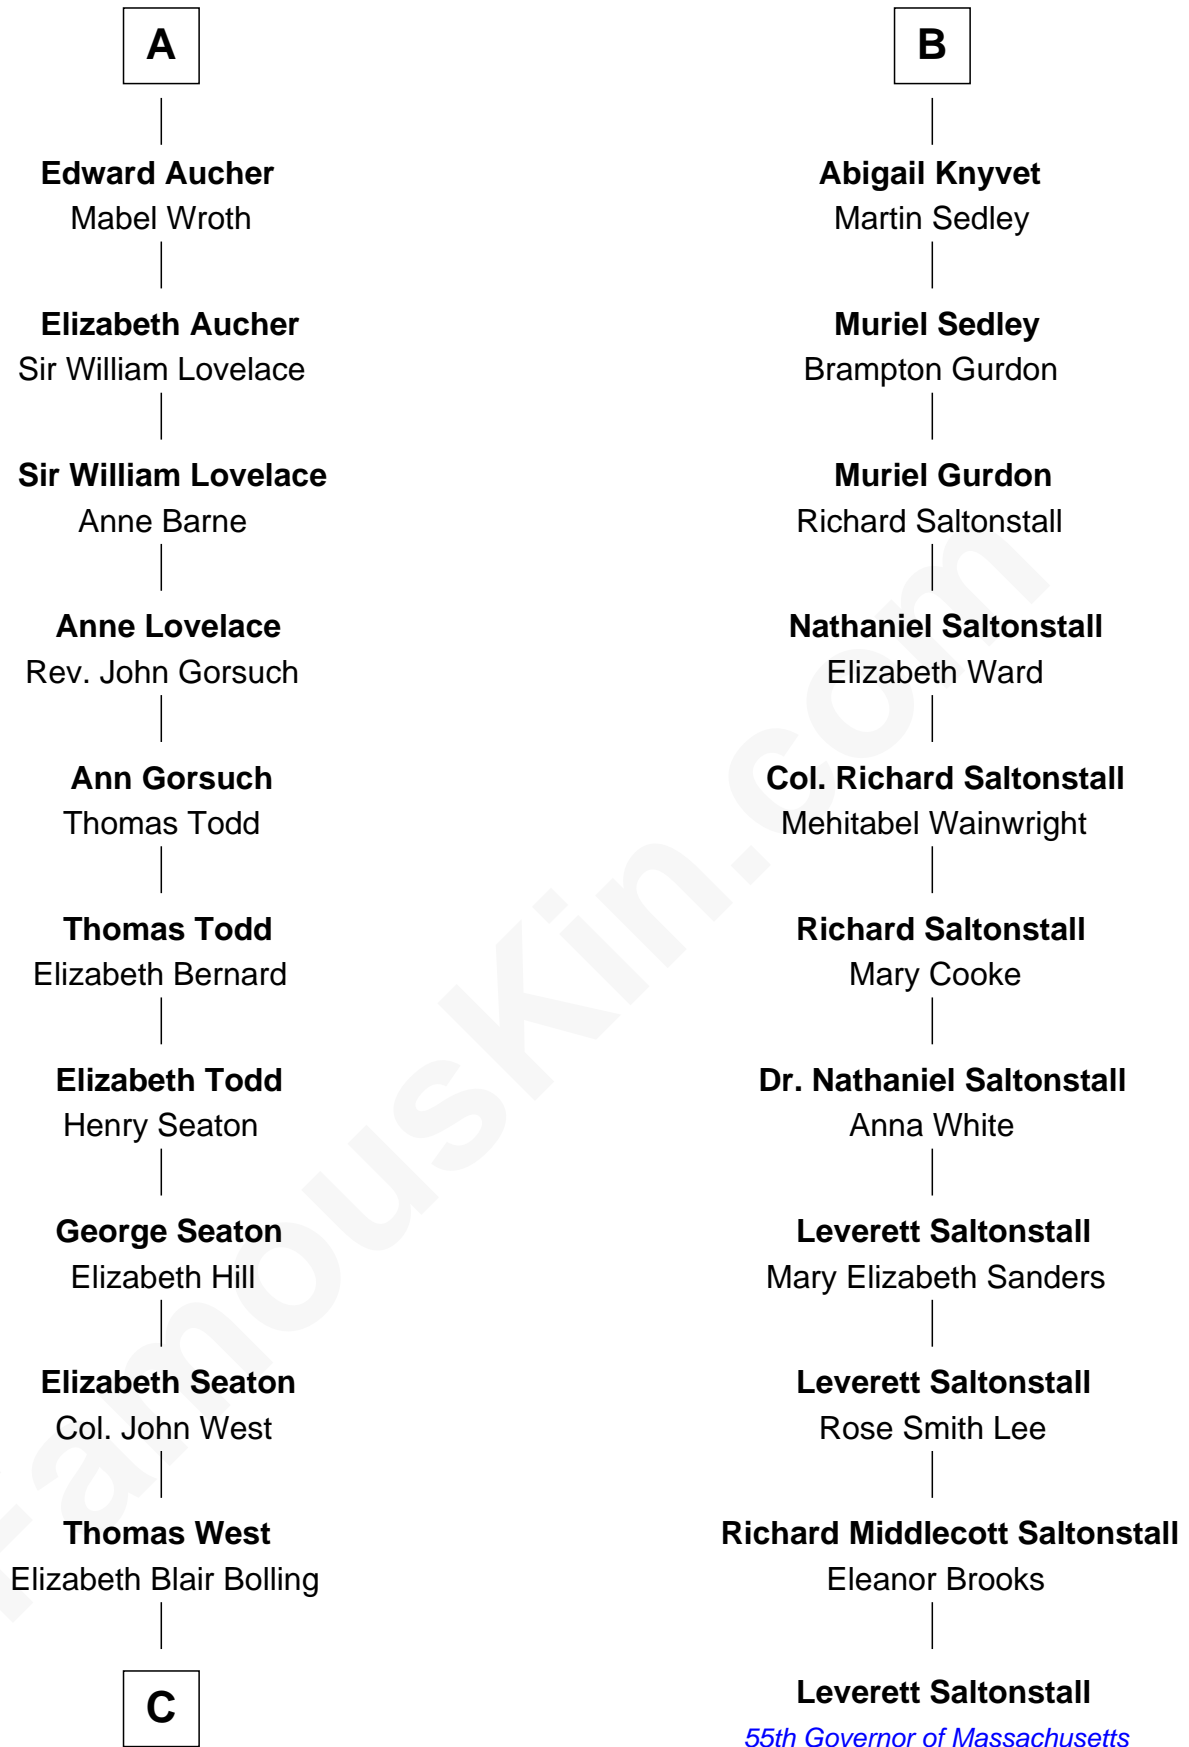 A
Edward Aucher
Mabel Wroth
Elizabeth Aucher
Sir William Lovelace
Sir William Lovelace
Anne Barne
Anne Lovelace
Rev. John Gorsuch
Ann Gorsuch
Thomas Todd
Thomas Todd
Elizabeth Bernard
Elizabeth Todd
Henry Seaton
George Seaton
Elizabeth Hill
Elizabeth Seaton
Col. John West
Thomas West
Elizabeth Blair Bolling
C
B
Abigail Knyvet
Martin Sedley
Muriel Sedley
Brampton Gurdon
Muriel Gurdon
Richard Saltonstall
Nathaniel Saltonstall
Elizabeth Ward
Col. Richard Saltonstall
Mehitabel Wainwright
Richard Saltonstall
Mary Cooke
Dr. Nathaniel Saltonstall
Anna White
Leverett Saltonstall
Mary Elizabeth Sanders
Leverett Saltonstall
Rose Smith Lee
Richard Middlecott Saltonstall
Eleanor Brooks
Leverett Saltonstall
55th Governor of Massachusetts
FamousKin.com